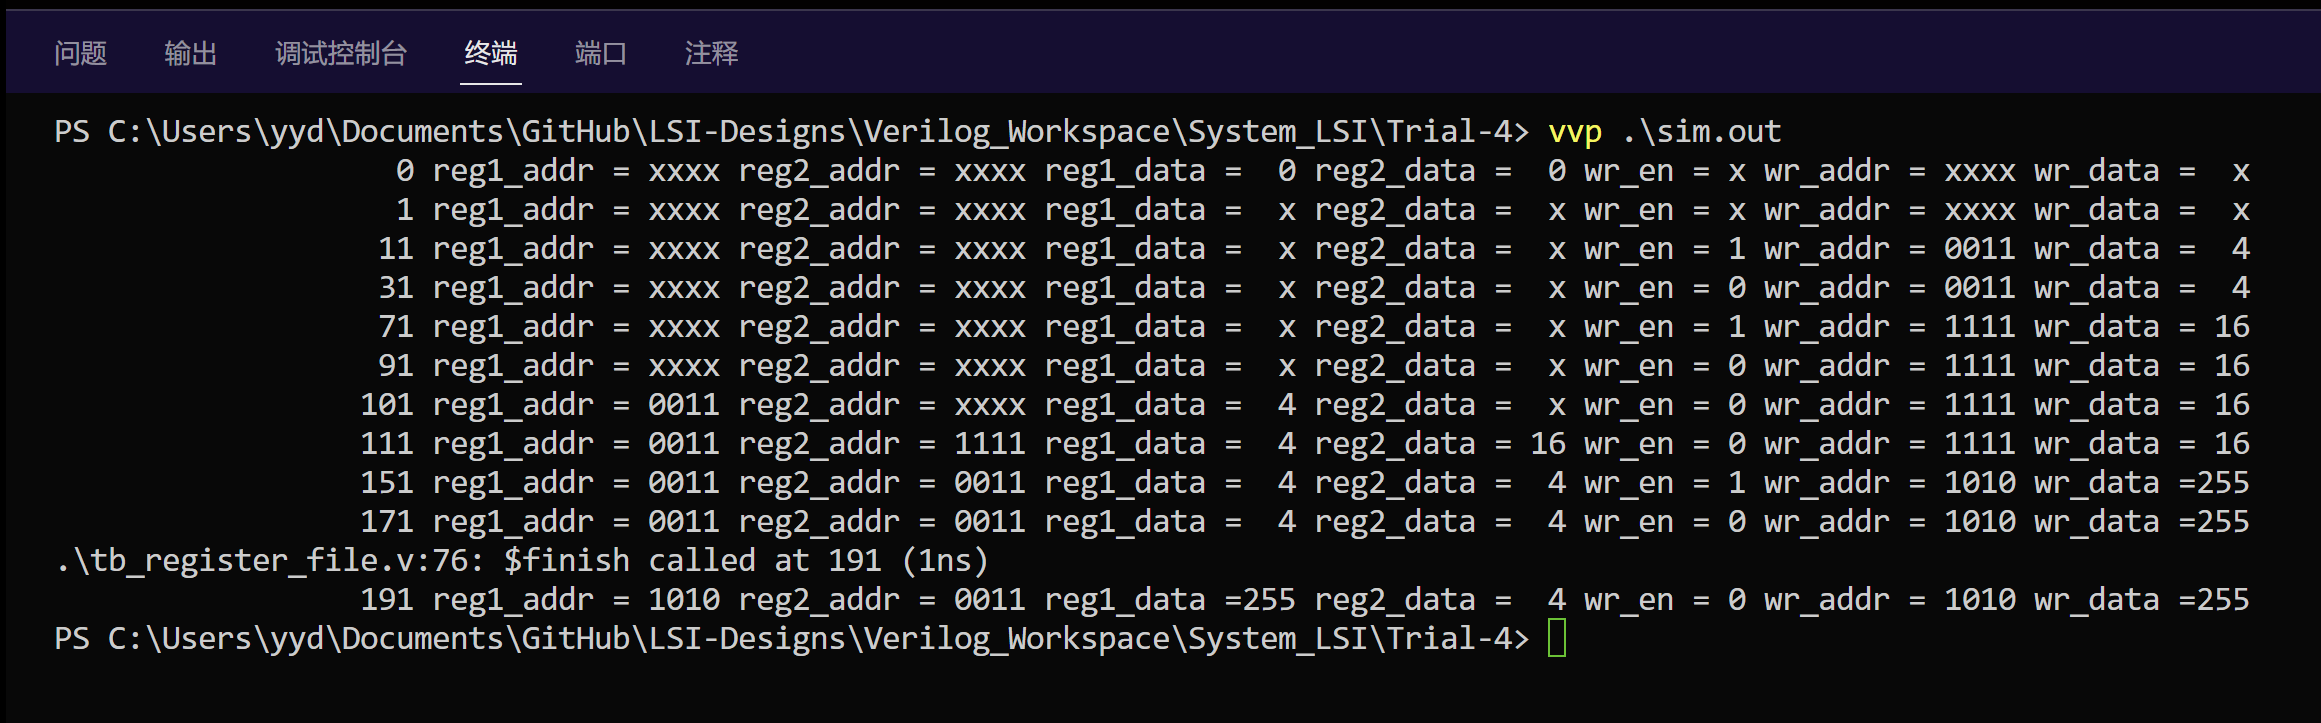 问题 输出 调试控制台 终端 端口 注释
PS C:\Users\yyd\Documents\GitHub\LSI-Designs\Verilog_Workspace\System_LSI\Trial-4> vvp .\sim.out
                   0 reg1_addr = xxxx reg2_addr = xxxx reg1_data =  0 reg2_data =  0 wr_en = x wr_addr = xxxx wr_data =  x
                   1 reg1_addr = xxxx reg2_addr = xxxx reg1_data =  x reg2_data =  x wr_en = x wr_addr = xxxx wr_data =  x
                  11 reg1_addr = xxxx reg2_addr = xxxx reg1_data =  x reg2_data =  x wr_en = 1 wr_addr = 0011 wr_data =  4
                  31 reg1_addr = xxxx reg2_addr = xxxx reg1_data =  x reg2_data =  x wr_en = 0 wr_addr = 0011 wr_data =  4
                  71 reg1_addr = xxxx reg2_addr = xxxx reg1_data =  x reg2_data =  x wr_en = 1 wr_addr = 1111 wr_data = 16
                  91 reg1_addr = xxxx reg2_addr = xxxx reg1_data =  x reg2_data =  x wr_en = 0 wr_addr = 1111 wr_data = 16
                 101 reg1_addr = 0011 reg2_addr = xxxx reg1_data =  4 reg2_data =  x wr_en = 0 wr_addr = 1111 wr_data = 16
                 111 reg1_addr = 0011 reg2_addr = 1111 reg1_data =  4 reg2_data = 16 wr_en = 0 wr_addr = 1111 wr_data = 16
                 151 reg1_addr = 0011 reg2_addr = 0011 reg1_data =  4 reg2_data =  4 wr_en = 1 wr_addr = 1010 wr_data =255
                 171 reg1_addr = 0011 reg2_addr = 0011 reg1_data =  4 reg2_data =  4 wr_en = 0 wr_addr = 1010 wr_data =255
.\tb_register_file.v:76: $finish called at 191 (1ns)
                 191 reg1_addr = 1010 reg2_addr = 0011 reg1_data =255 reg2_data =  4 wr_en = 0 wr_addr = 1010 wr_data =255
PS C:\Users\yyd\Documents\GitHub\LSI-Designs\Verilog_Workspace\System_LSI\Trial-4>